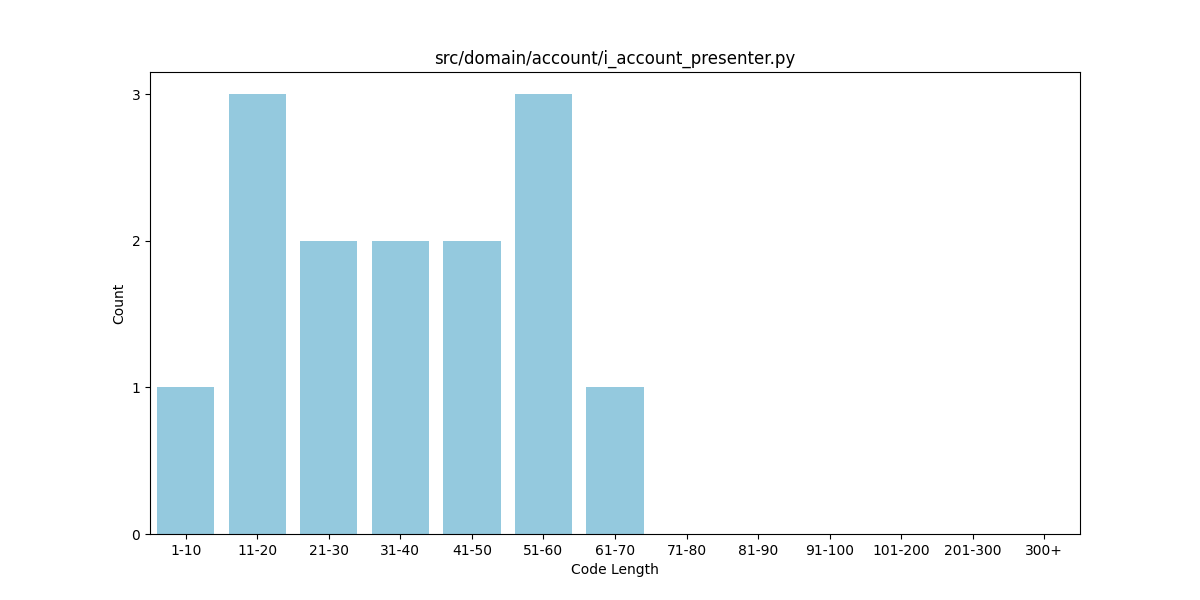 src/domain/account/i_account_presenter.py
3
2
1
0
Count
1-10 11-20 21-30 31-40 41-50 51-60 61-70 71-80 81-90 91-100 101-200 201-300 300+
Code Length